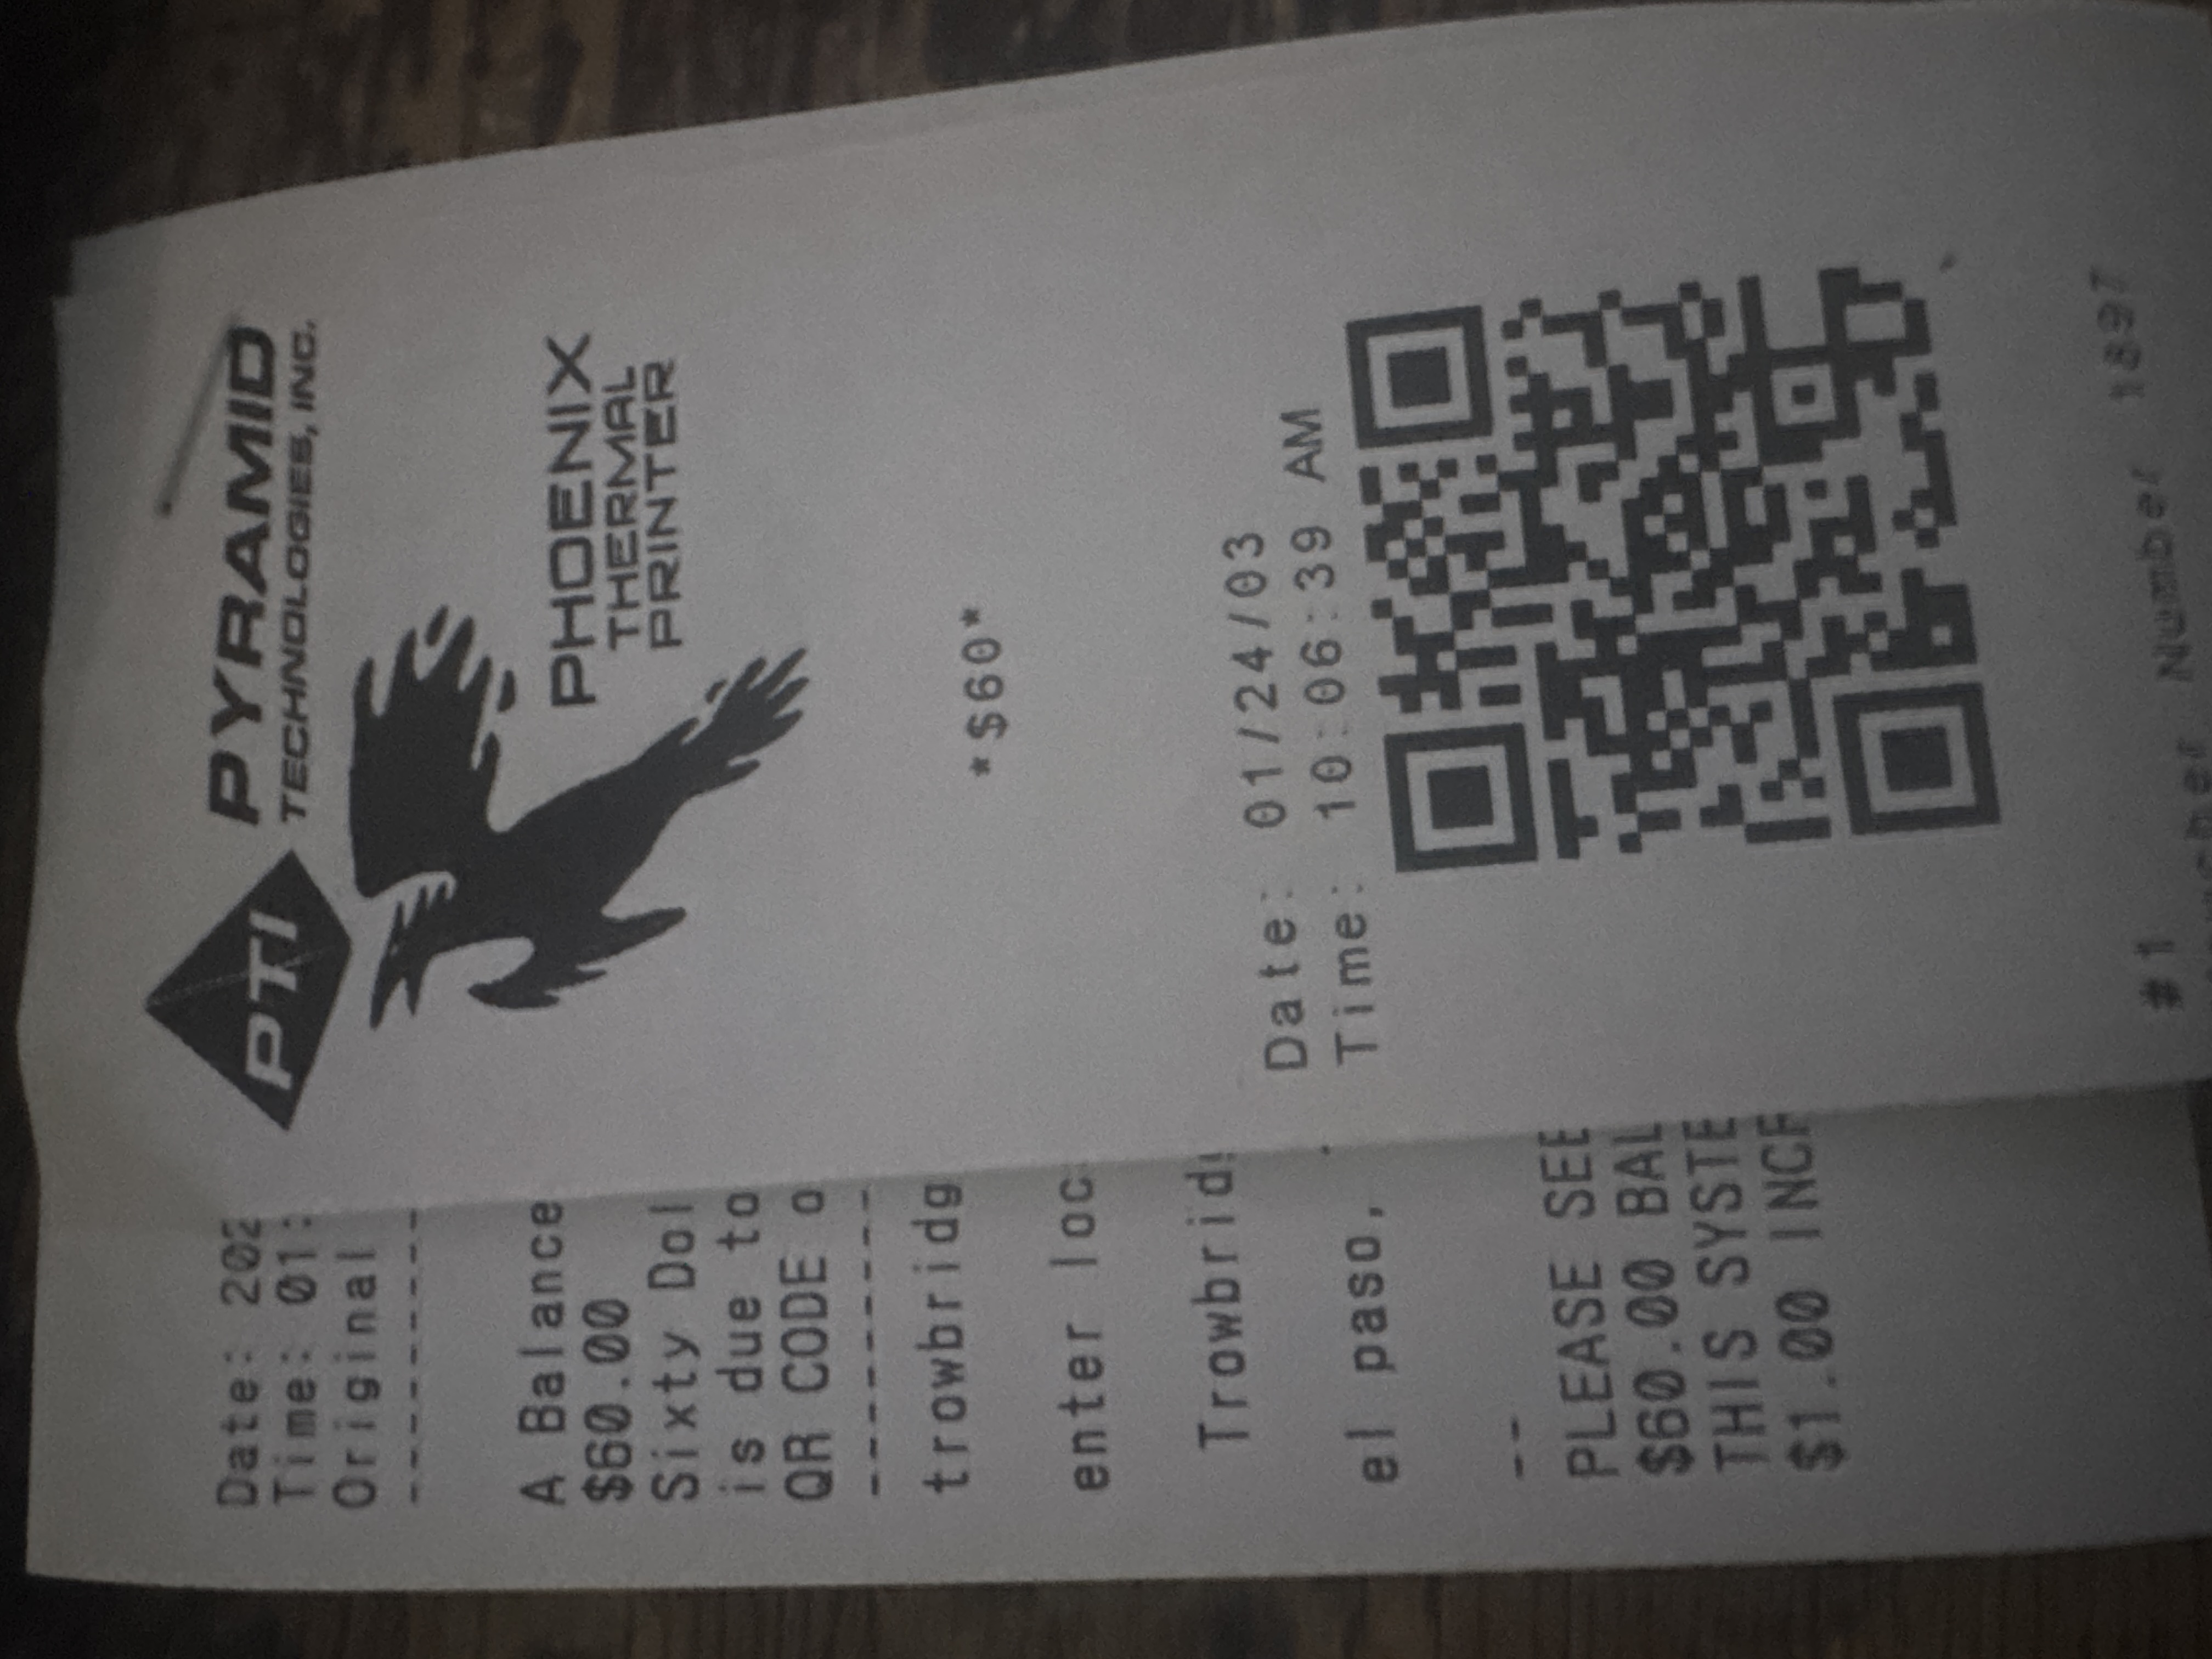 PTI
PYRAMID
TECHNOLOGIES, INC.
PHOENIX
THERMAL
PRINTER
*$60*
Date: 01/24/03
Time: 10:06:39 AM
#1 Number 1897
Date: 202
Time: 01:
Original
---------
A Balance
$60.00
Sixty Dol
is due to
QR CODE o
---------
trowbridg
enter loc
Trowbrid
el paso,
--
PLEASE SEE
$60.00 BAL
THIS SYSTE
$1.00 INCR